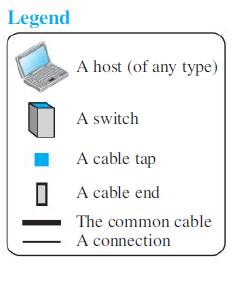 Legend
A host (of any type)
A switch
A cable tap
A cable end
The common cable
A connection